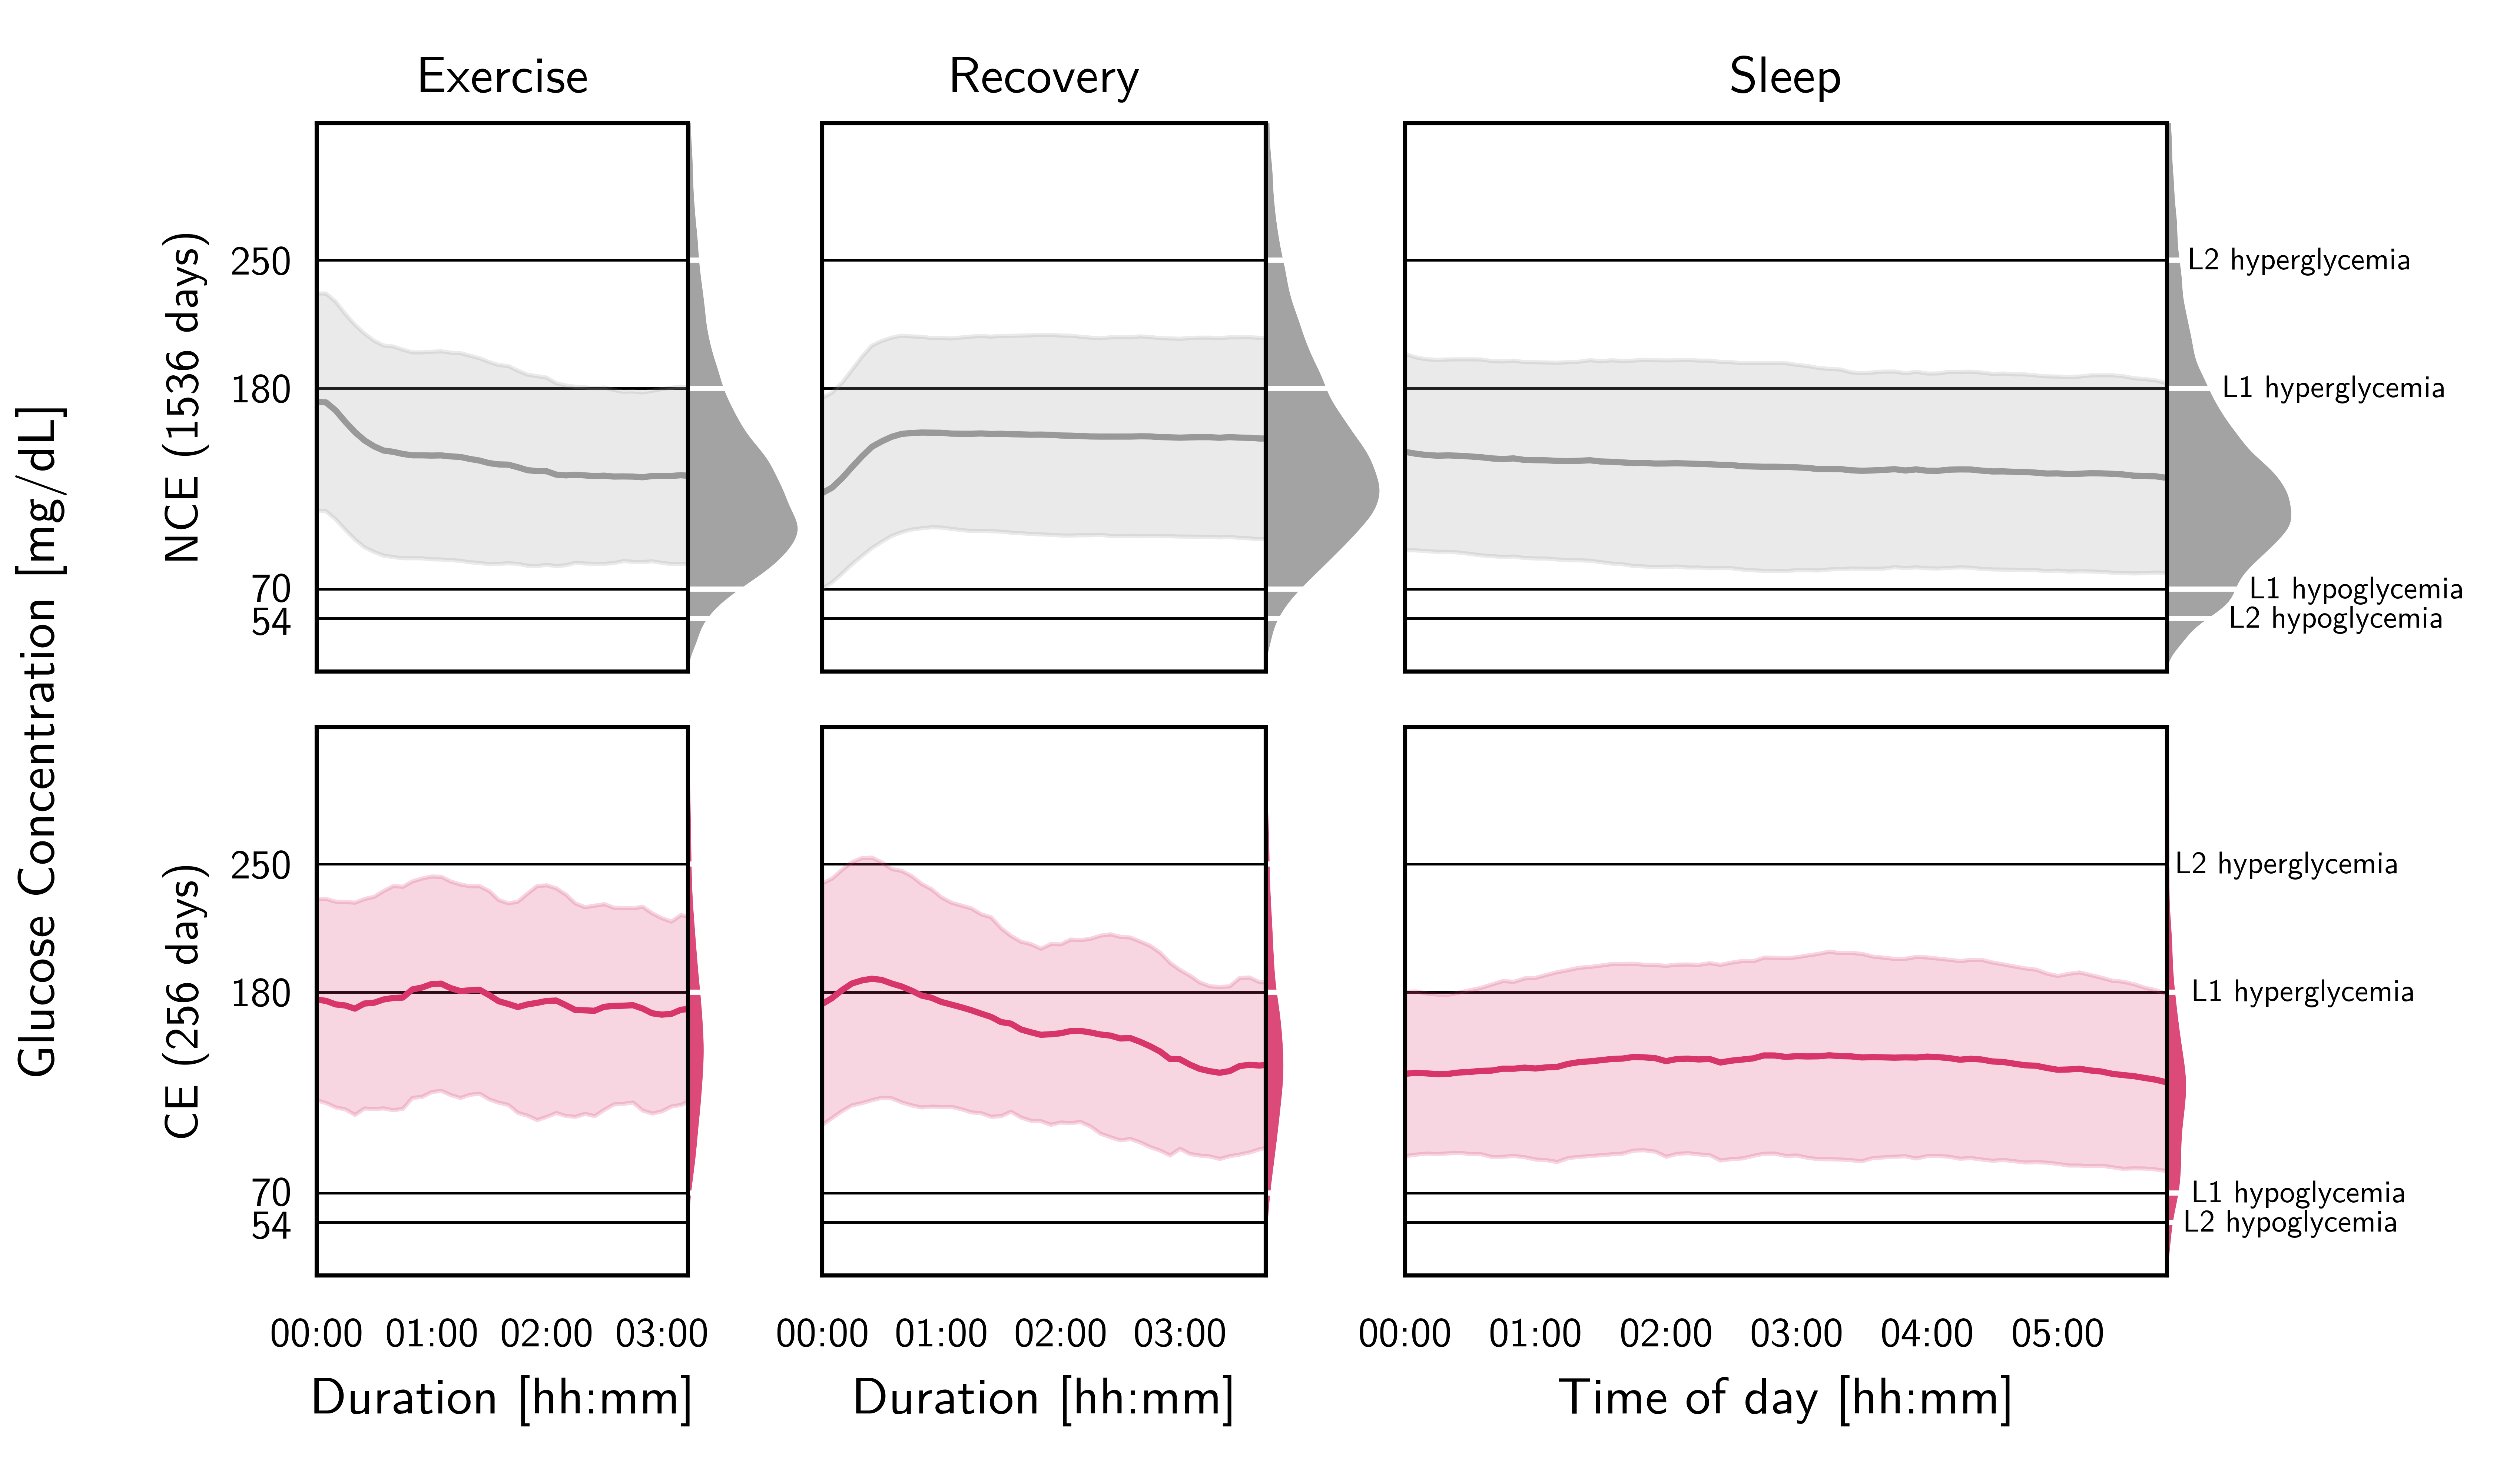 Exercise
Recovery
Sleep
Glucose Concentration [mg/dL]
NCE (1536 days)
250
180
70
54
L2 hyperglycemia
L1 hyperglycemia
L1 hypoglycemia
L2 hypoglycemia
CE (256 days)
250
180
70
54
L2 hyperglycemia
L1 hyperglycemia
L1 hypoglycemia
L2 hypoglycemia
00:00 01:00 02:00 03:00
00:00 01:00 02:00 03:00
00:00 01:00 02:00 03:00 04:00 05:00
Duration [hh:mm]
Duration [hh:mm]
Time of day [hh:mm]